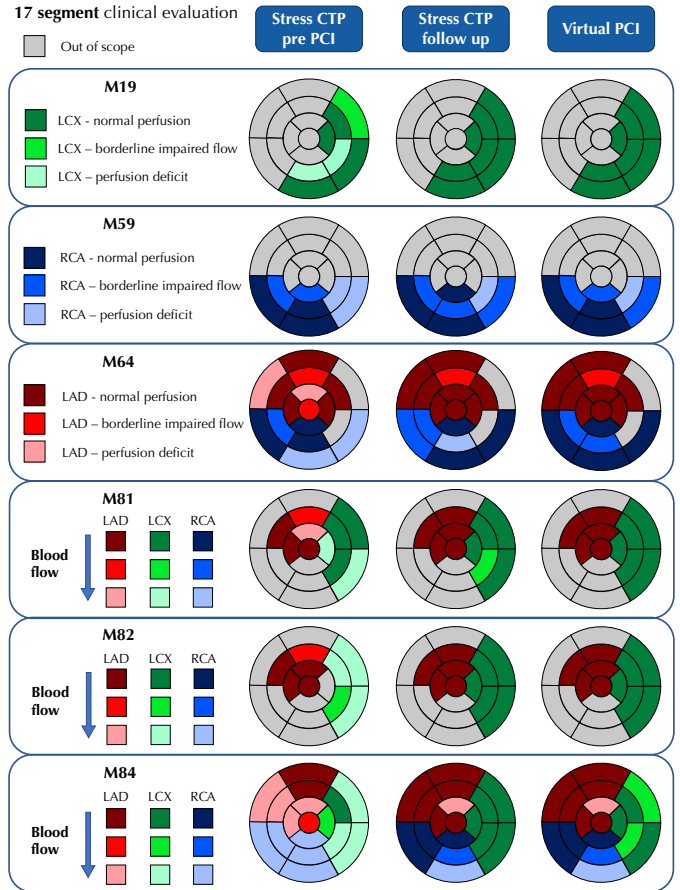 17 segment clinical evaluation
Out of scope
Stress CTP
pre PCI
Stress CTP
follow up
Virtual PCI
M19
LCX - normal perfusion
LCX – borderline impaired flow
LCX – perfusion deficit
M59
RCA - normal perfusion
RCA – borderline impaired flow
RCA – perfusion deficit
M64
LAD - normal perfusion
LAD – borderline impaired flow
LAD – perfusion deficit
M81
LAD LCX RCA
Blood
flow
M82
LAD LCX RCA
Blood
flow
M84
LAD LCX RCA
Blood
flow